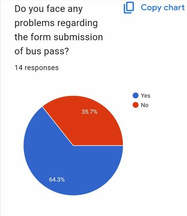 Do you face any
problems regarding
the form submission
of bus pass?
Copy chart
14 responses
Yes
No
35.7%
64.3%